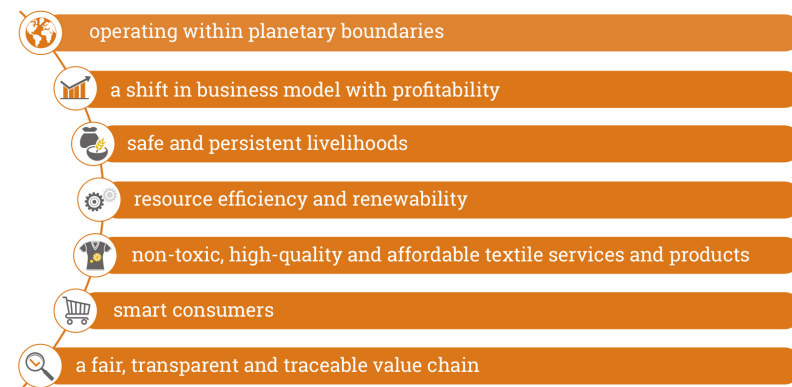 operating within planetary boundaries
a shift in business model with profitability
safe and persistent livelihoods
resource efficiency and renewability
non-toxic, high-quality and affordable textile services and products
smart consumers
a fair, transparent and traceable value chain